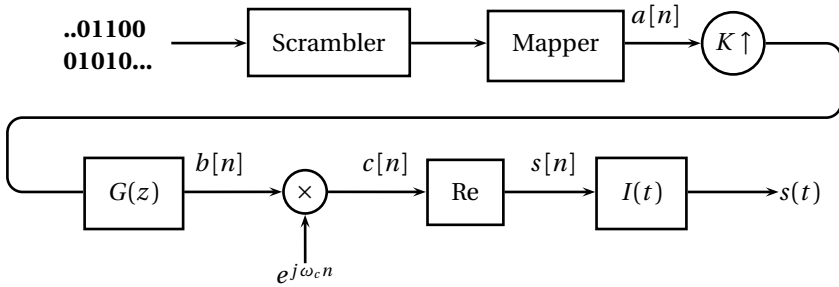 ..01100
01010...
Scrambler
Mapper
a[n]
K ↑
G(z)
b[n]
×
c[n]
Re
s[n]
I(t)
s(t)
e^{jω_c n}